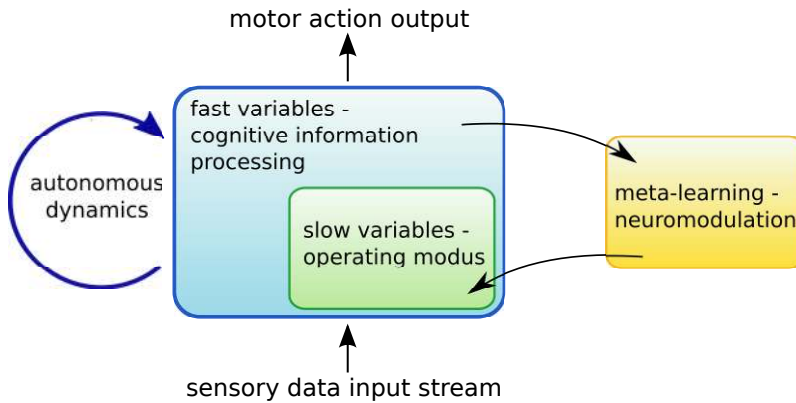 motor action output
fast variables -
cognitive information
processing
autonomous
dynamics
slow variables -
operating modus
meta-learning -
neuromodulation
sensory data input stream